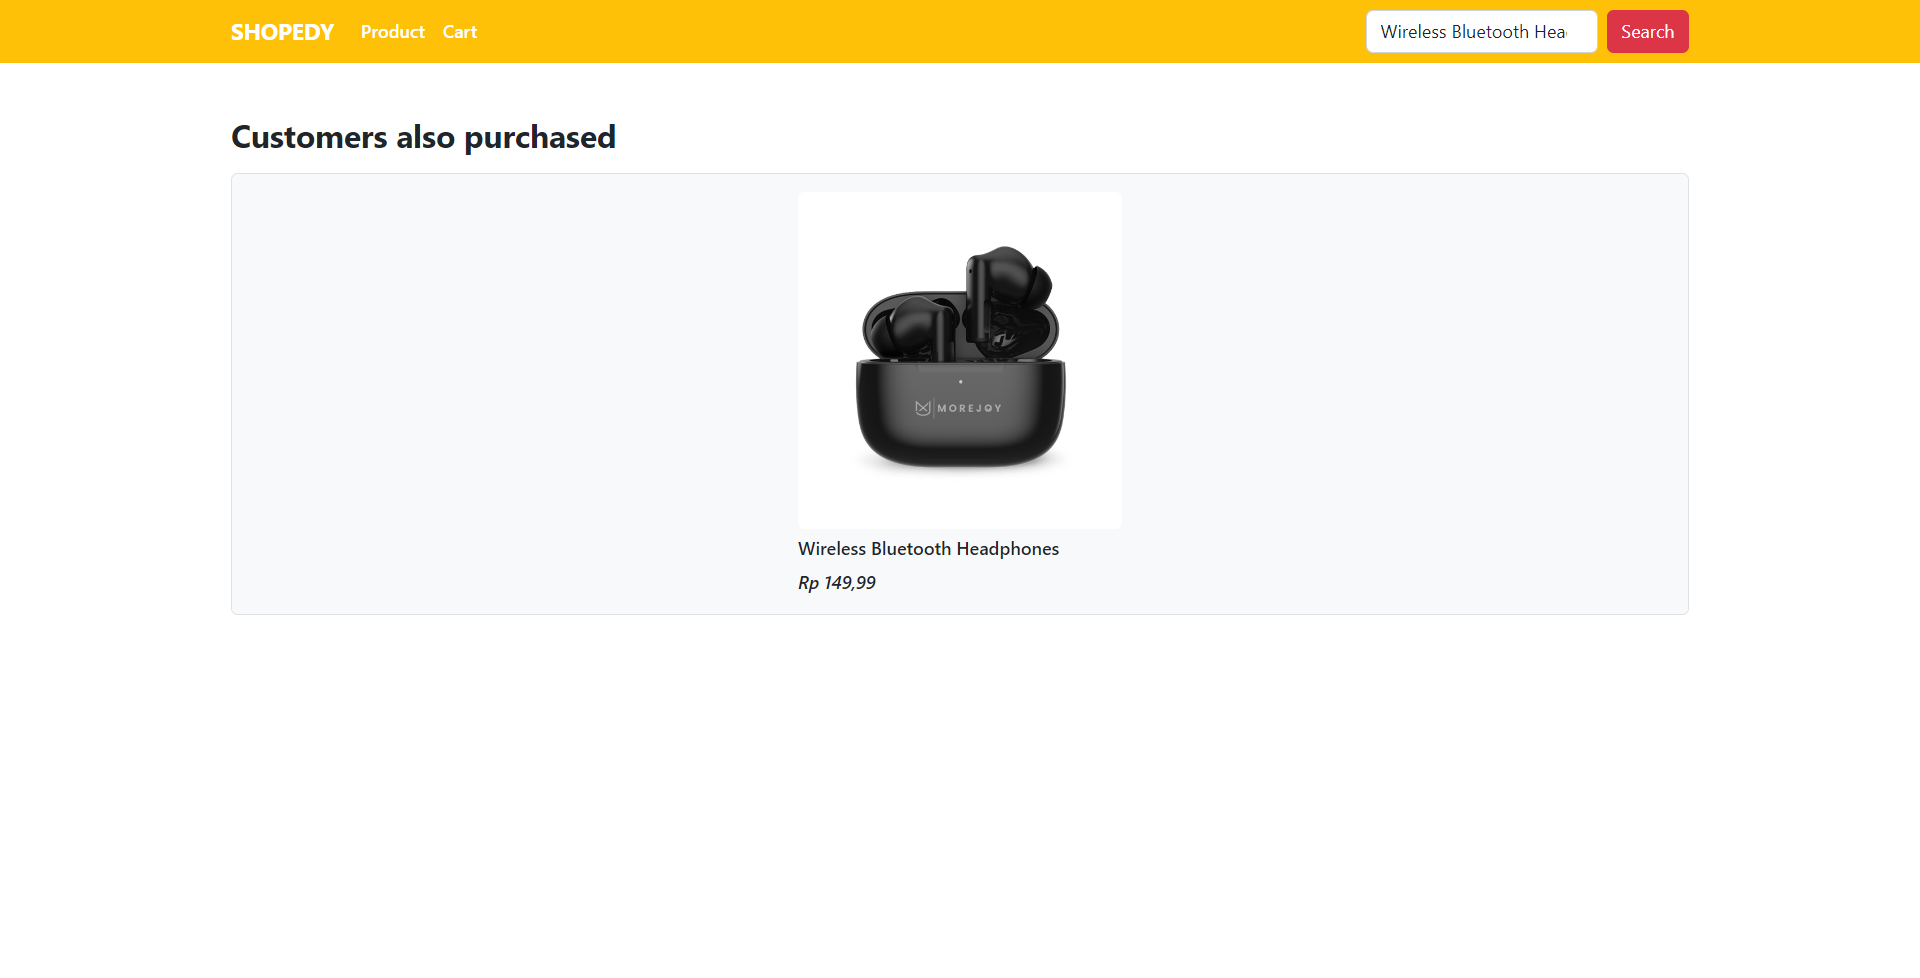 SHOPEDY Product Cart Wireless Bluetooth Hea Search
Customers also purchased
MOREJOY
Wireless Bluetooth Headphones
Rp 149,99